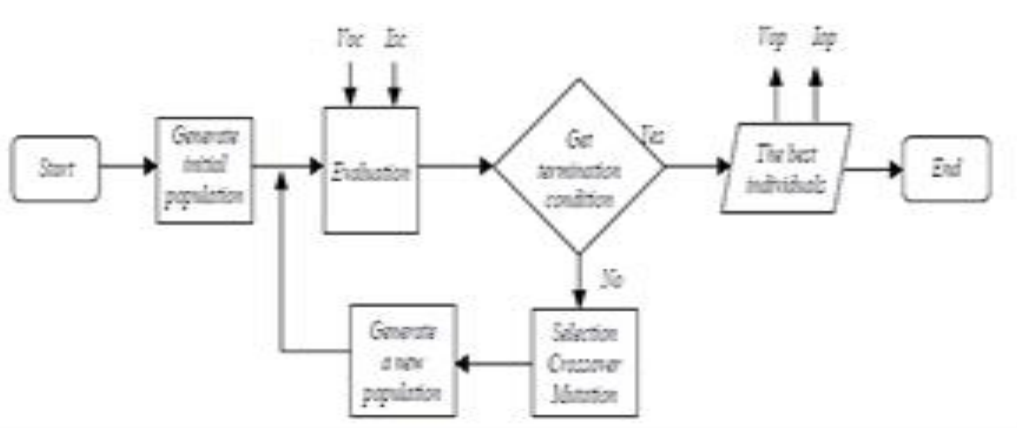 Voc Isc
Vop Iop
Start
Generate
initial
population
Evaluation
Get
termination
condition
Yes
The best
individuals
End
No
Generate
a new
population
Selection
Crossover
Mutation